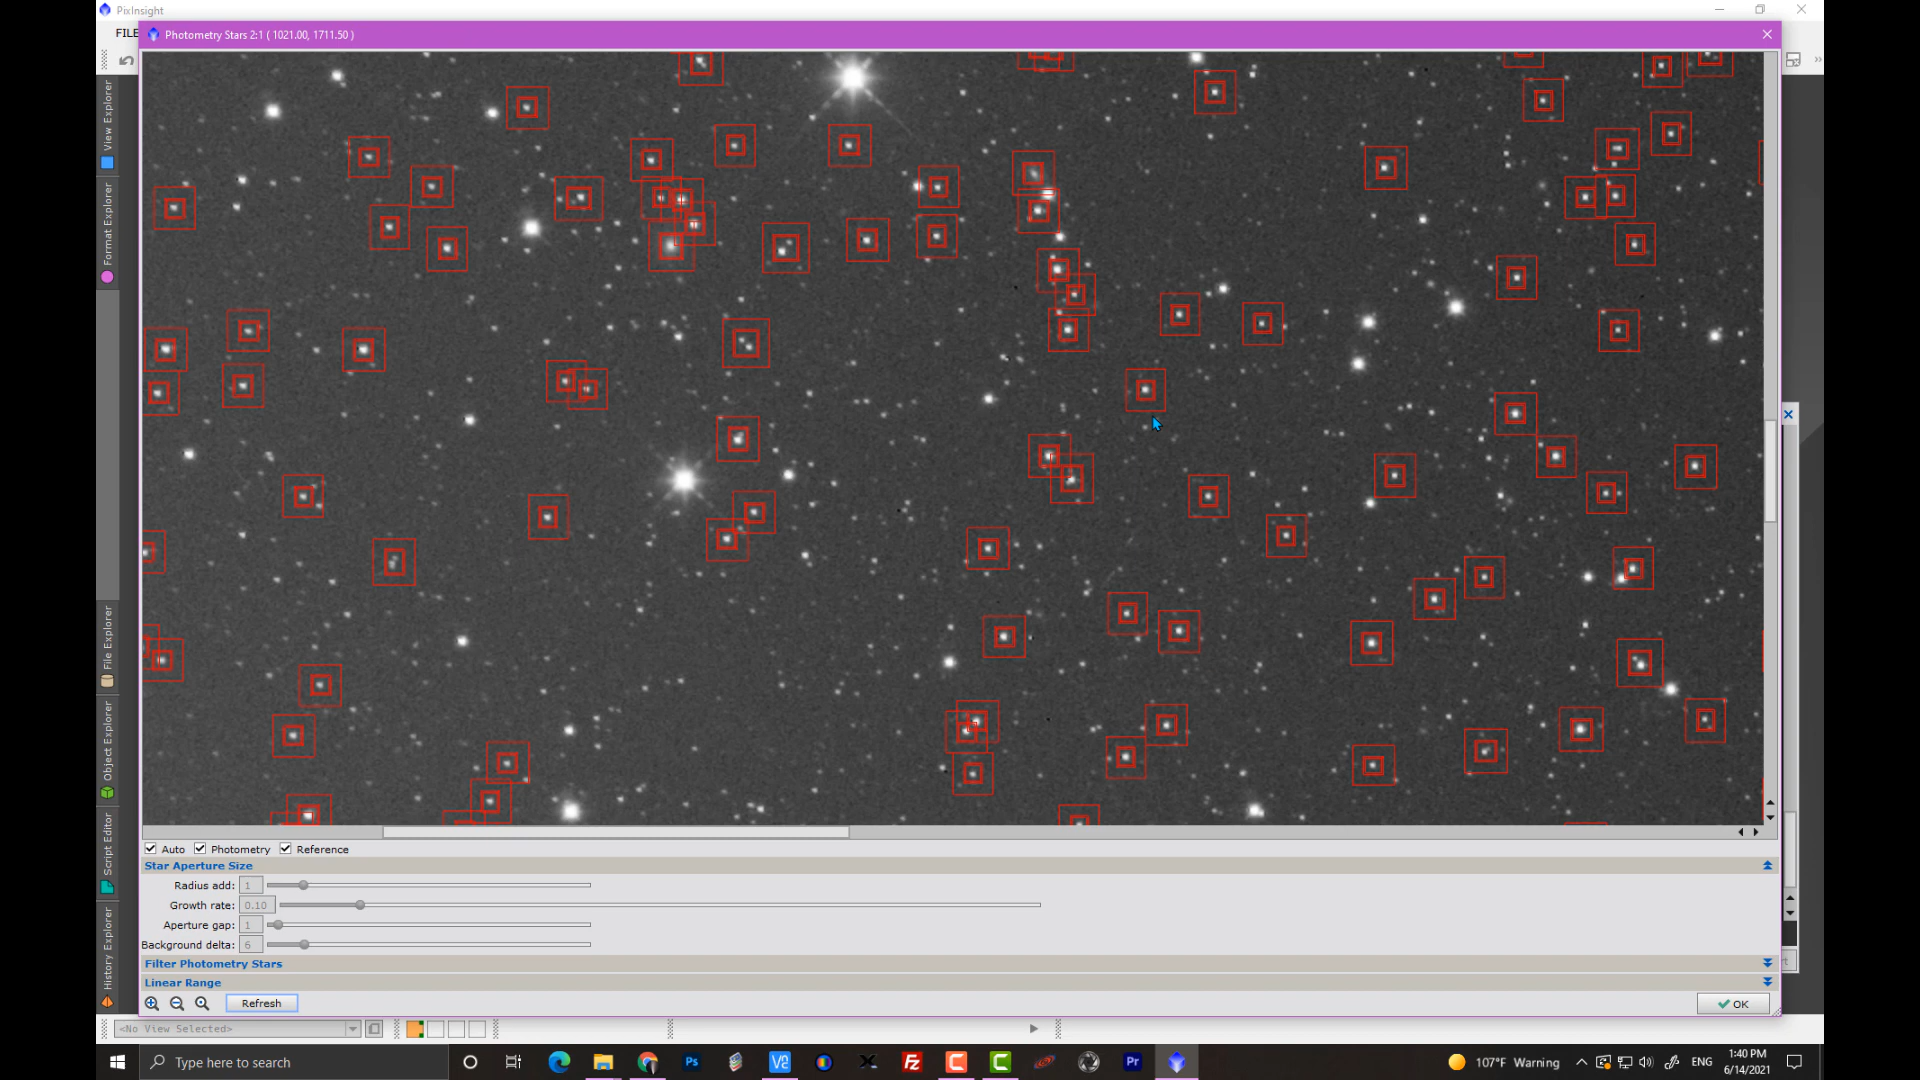 PixInsight
FILE
Photometry Stars 2:1 ( 1021.00, 1711.50 )
View Explorer
Format Explorer
File Explorer
Object Explorer
Script Editor
History Explorer
Auto Photometry Reference
Star Aperture Size
Radius add: 1
Growth rate: 0.10
Aperture gap: 1
Background delta: 6
Filter Photometry Stars
Linear Range
Refresh
OK
<No View Selected>
Type here to search
Ps
Fz
C
C
Pr
107°F Warning
ENG
1:40 PM
6/14/2021